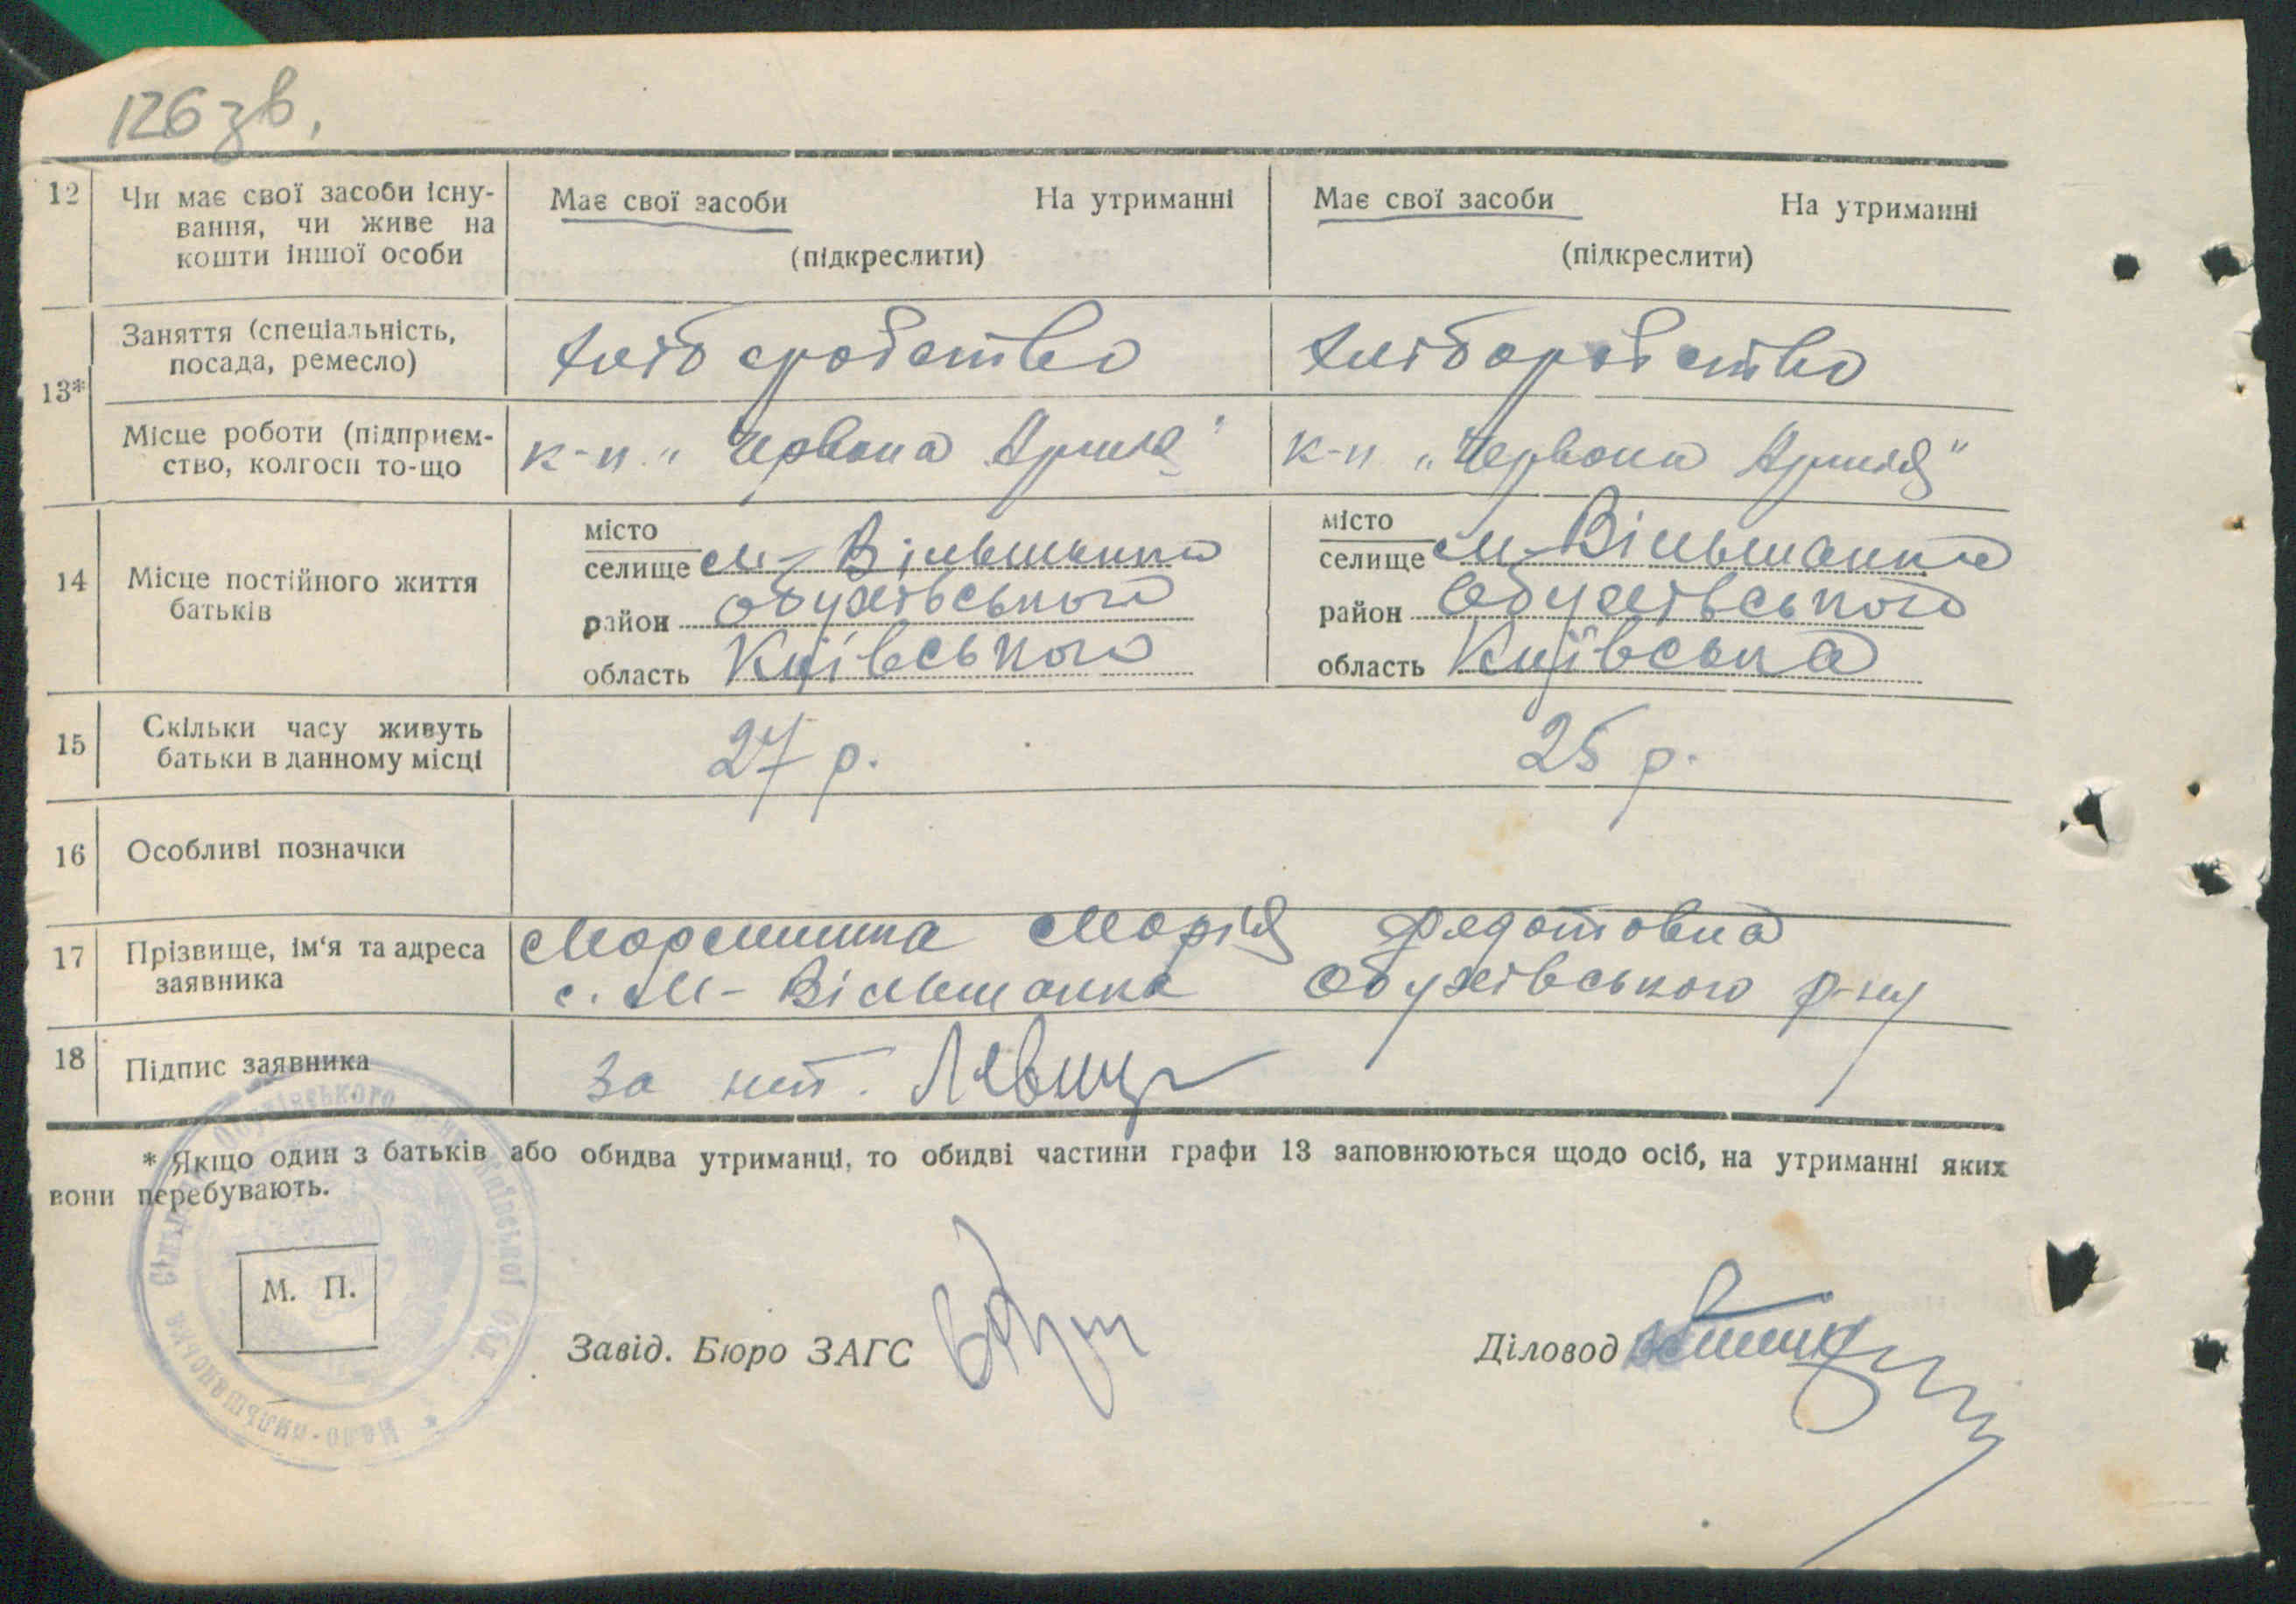 126 зв.
12 Чи має свої засоби існу- Має свої засоби На утриманні Має свої засоби На утриманні
вання, чи живе на
кошти іншої особи (підкреслити) (підкреслити)
13* Заняття (спеціальність, хліборобство хліборобство
посада, ремесло)
Місце роботи (підприєм- к-п „Червона Армія" к-п „Червона Армія"
ство, колгосп то-що
14 Місце постійного життя батьків
місто місто
селище М-Вільшанка селище М-Вільшанка
район Обухівського район Обухівського
область Київського область Київська
15 Скільки часу живуть 27 р. 25 р.
батьки в данному місці
16 Особливі позначки
17 Прізвище, ім'я та адреса Марія Федотовна
заявника с. М-Вільшанка Обухівського р-ну
18 Підпис заявника За нп.
* Якщо один з батьків або обидва утриманці, то обидві частини графи 13 заповнюються щодо осіб, на утриманні яких
вони перебувають.
М. П.
Завід. Бюро ЗАГС
Діловод